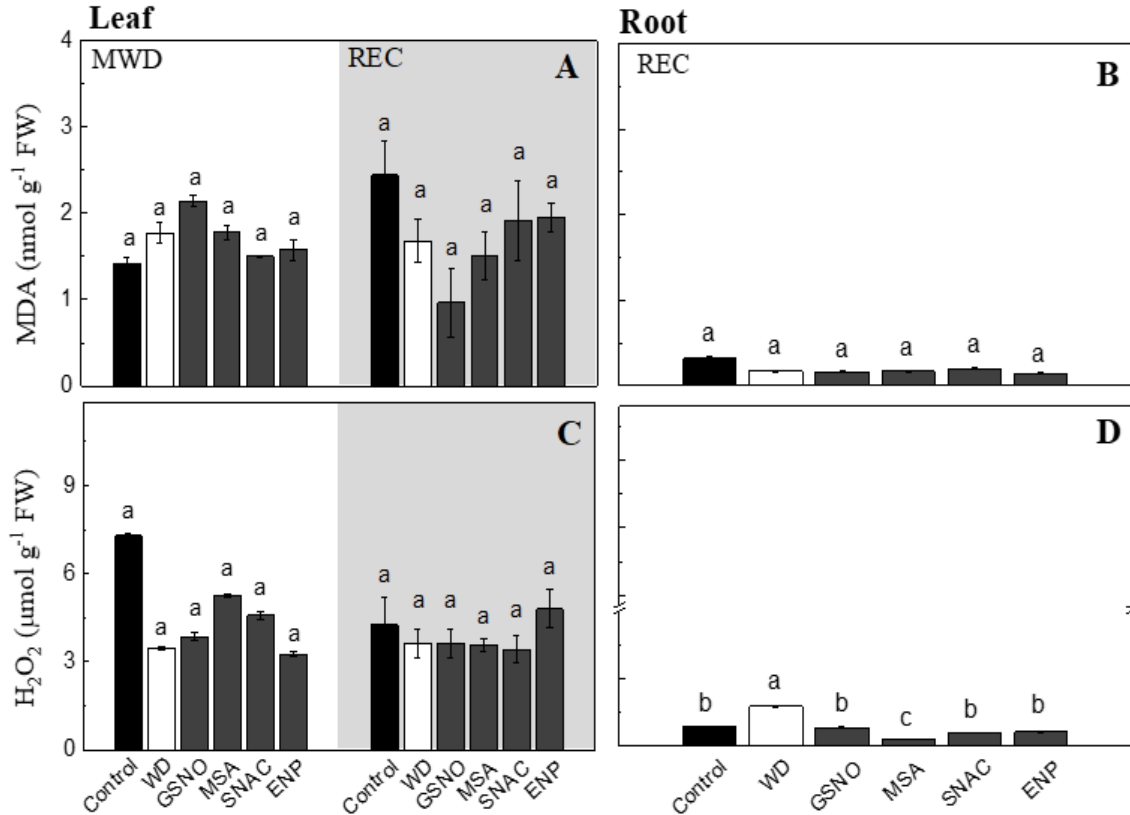 Leaf
Root
MWD
REC
A
REC
B
MDA (nmol g⁻¹ FW)
4
3
2
1
0
a a a a a a
a a a a a a
a a a a a a
C
D
H₂O₂ (µmol g⁻¹ FW)
9
6
3
0
a a a a a a
a a a a a a
b a b c b b
Control WD GSNO MSA SNAC ENP
Control WD GSNO MSA SNAC ENP
Control WD GSNO MSA SNAC ENP